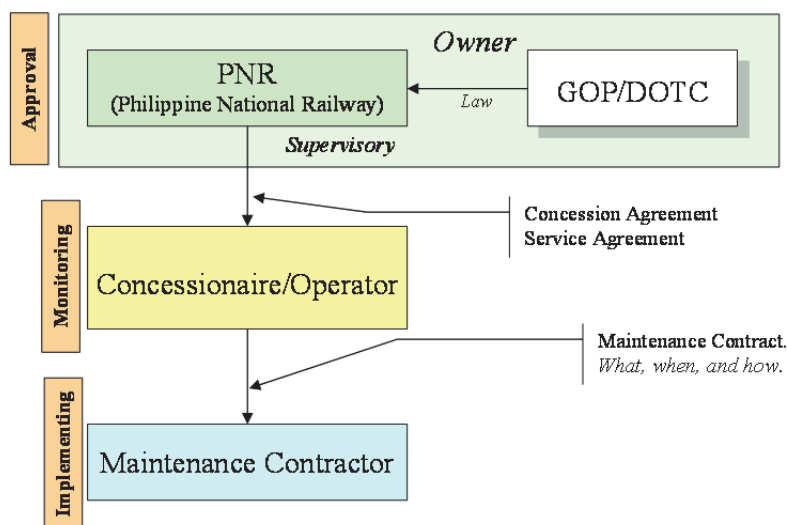 Approval
Owner
PNR
(Philippine National Railway)
Law
GOP/DOTC
Supervisory
Concession Agreement
Service Agreement
Monitoring
Concessionaire/Operator
Maintenance Contract.
What, when, and how.
Implementing
Maintenance Contractor